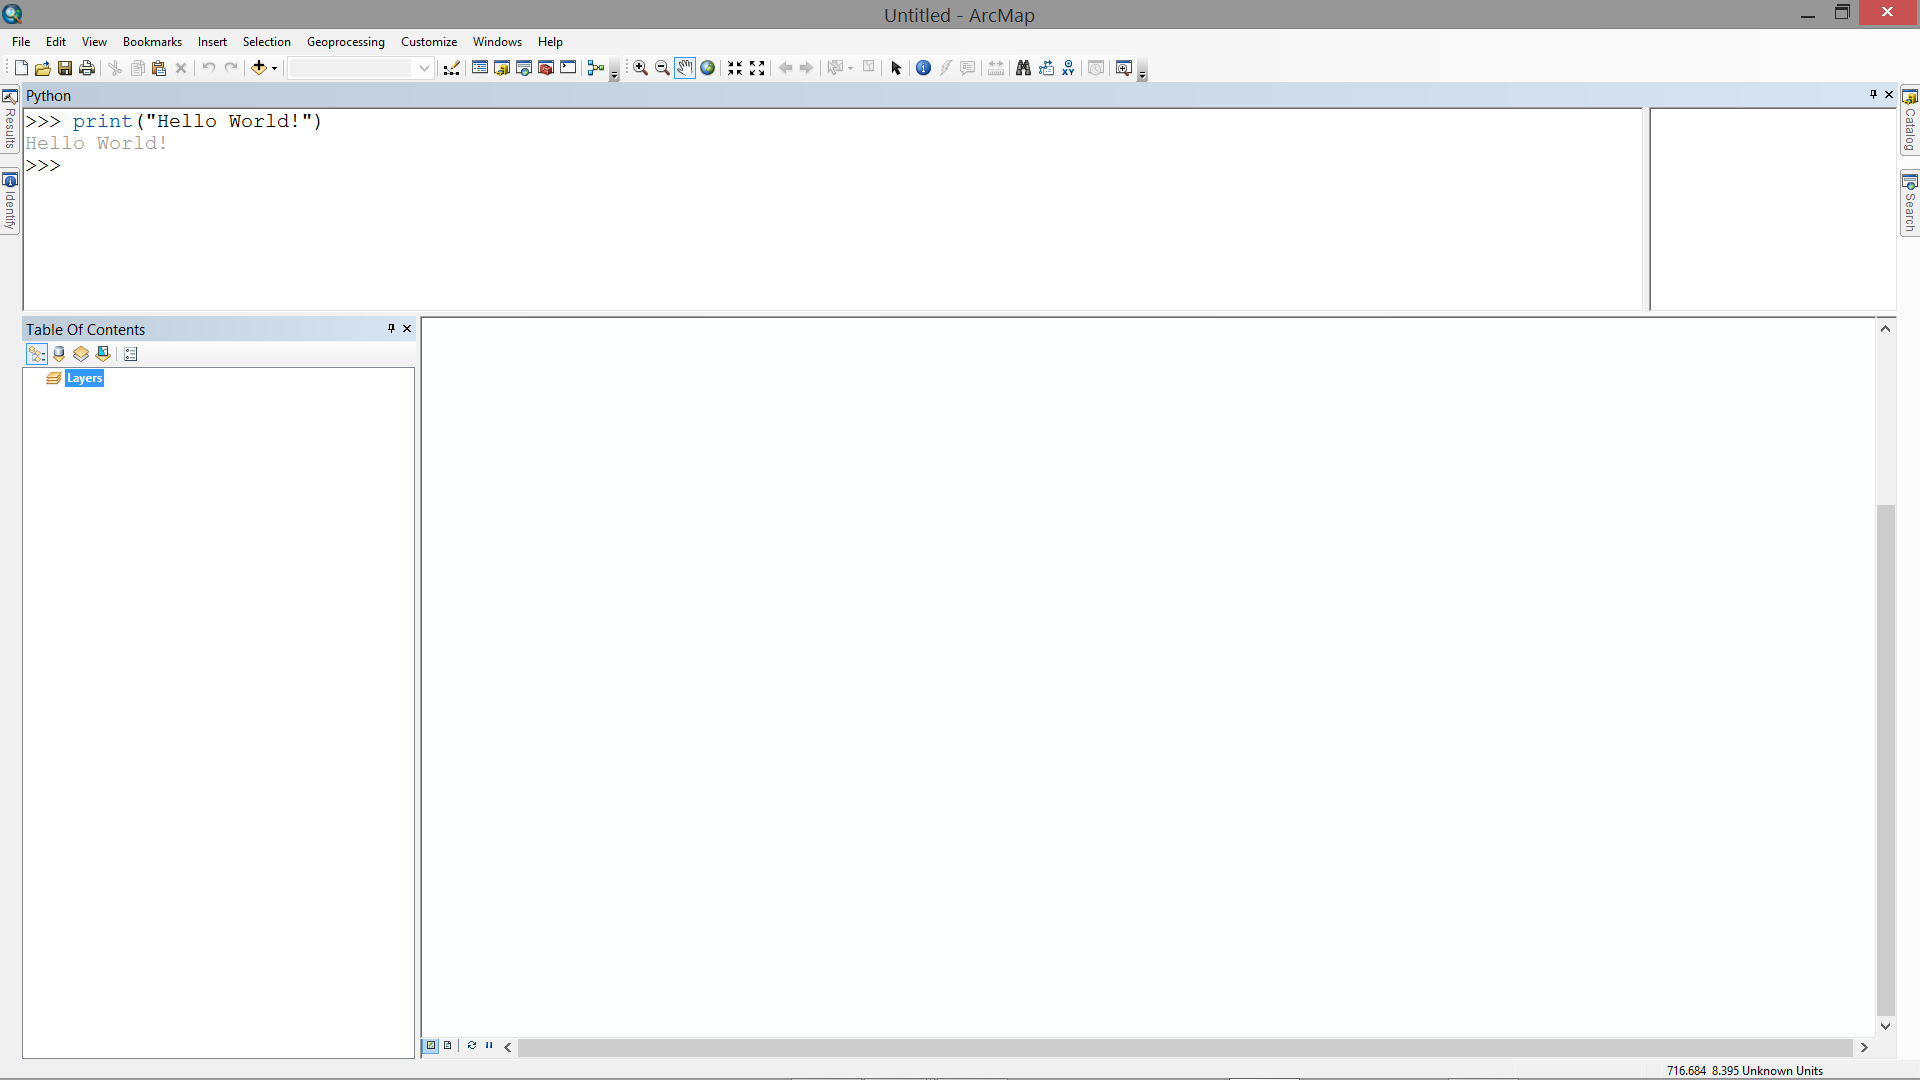 Untitled - ArcMap
File Edit View Bookmarks Insert Selection Geoprocessing Customize Windows Help
Python
>>> print("Hello World!")
Hello World!
>>>
Results
Identify
Catalog
Search
Table Of Contents
Layers
716.684 8.395 Unknown Units